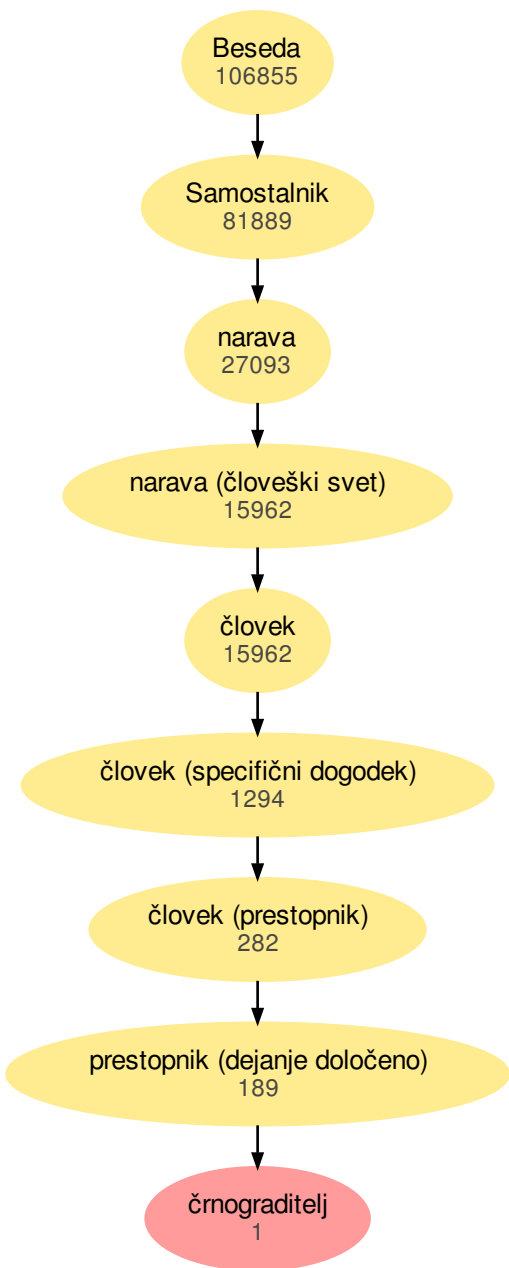 Beseda
106855
Samostalnik
81889
narava
27093
narava (človeški svet)
15962
človek
15962
človek (specifični dogodek)
1294
človek (prestopnik)
282
prestopnik (dejanje določeno)
189
črnograditelj
1